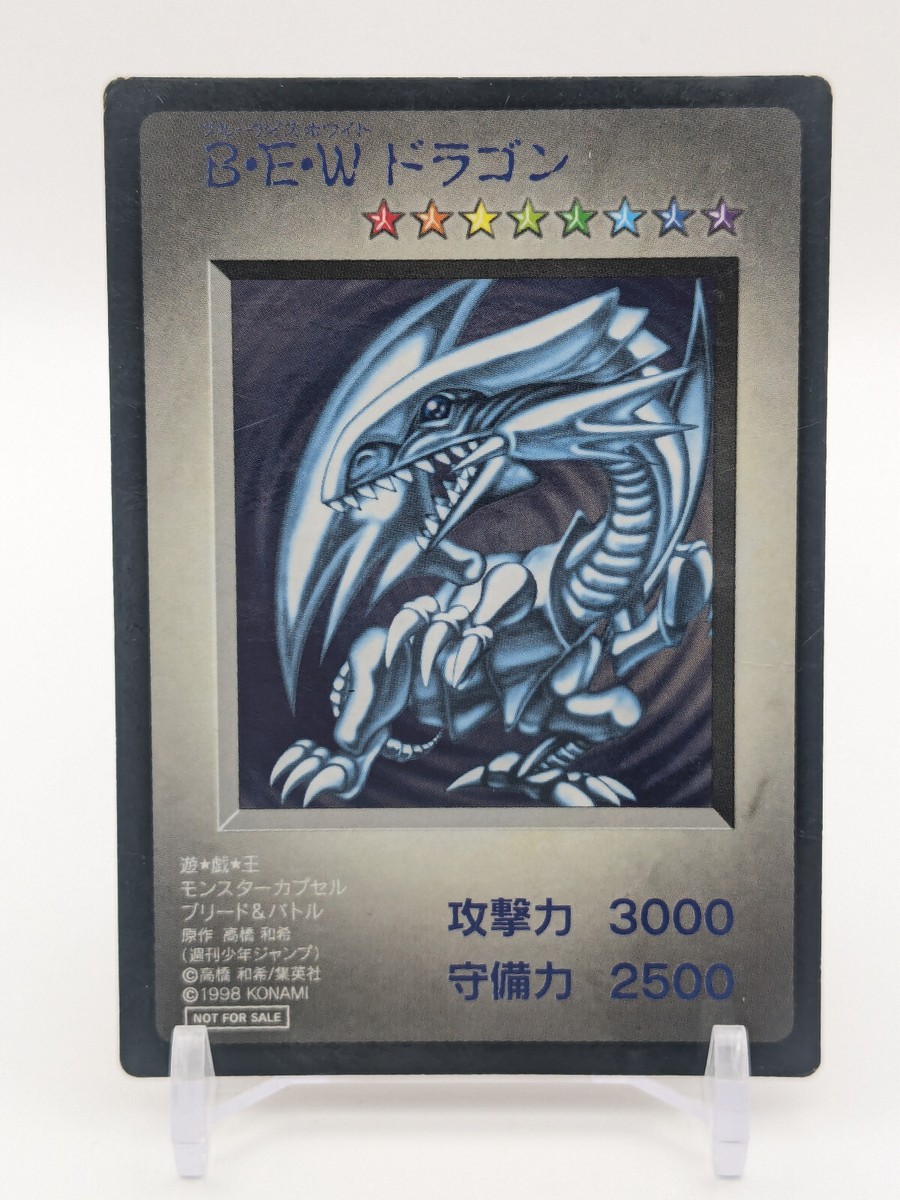 ブルーアイズホワイト
B・E・W ドラゴン
遊★戯★王
モンスターカプセル
ブリード&バトル
原作 高橋 和希
(週刊少年ジャンプ)
©高橋 和希/集英社
©1998 KONAMI
NOT FOR SALE
攻撃力 3000
守備力 2500